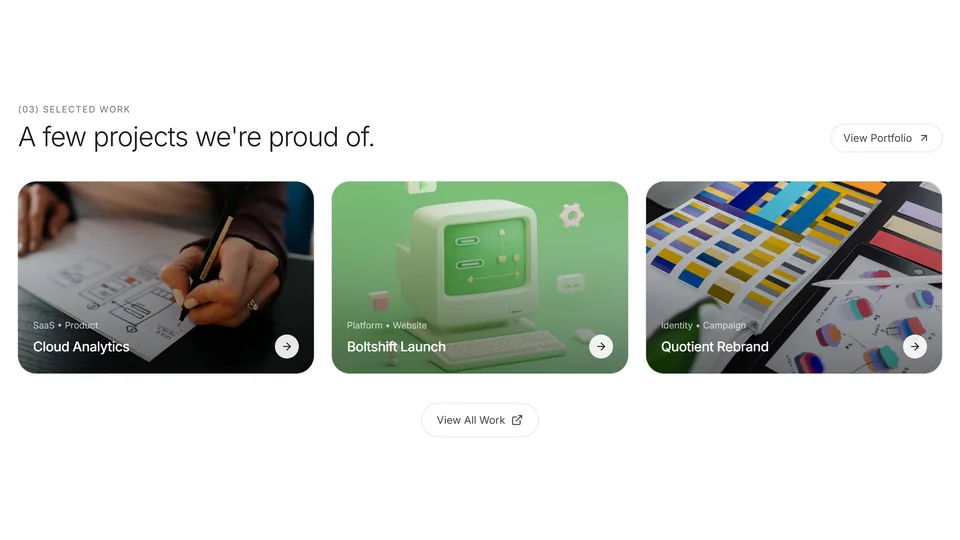 (03) SELECTED WORK
A few projects we're proud of.
View Portfolio
SaaS • Product
Cloud Analytics
Platform • Website
Boltshift Launch
Identity • Campaign
Quotient Rebrand
View All Work